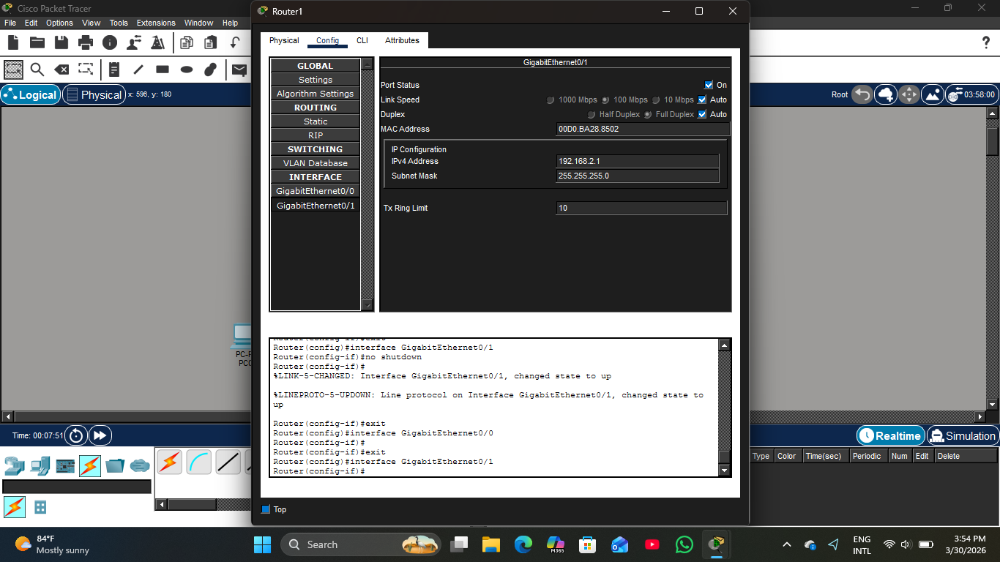 Cisco Packet Tracer
File Edit Options View Tools Extensions Window Help
Logical Physical x: 596, y: 180
Root 03:58:00
Router1
Physical Config CLI Attributes
GLOBAL
Settings
Algorithm Settings
ROUTING
Static
RIP
SWITCHING
VLAN Database
INTERFACE
GigabitEthernet0/0
GigabitEthernet0/1
GigabitEthernet0/1
Port Status On
Link Speed 1000 Mbps 100 Mbps 10 Mbps Auto
Duplex Half Duplex Full Duplex Auto
MAC Address 00D0.BA28.8502
IP Configuration
IPv4 Address 192.168.2.1
Subnet Mask 255.255.255.0
Tx Ring Limit 10
Router(config-if)#exit
Router(config)#interface GigabitEthernet0/1
Router(config-if)#no shutdown
Router(config-if)#
%LINK-5-CHANGED: Interface GigabitEthernet0/1, changed state to up
%LINEPROTO-5-UPDOWN: Line protocol on Interface GigabitEthernet0/1, changed state to
up
Router(config-if)#exit
Router(config)#interface GigabitEthernet0/0
Router(config-if)#
Router(config-if)#exit
Router(config)#interface GigabitEthernet0/1
Router(config-if)#
Top
Time: 00:07:51
Realtime Simulation
Type Color Time(sec) Periodic Num Edit Delete
84°F
Mostly sunny
Search
M365
ENG
INTL
3:54 PM
3/30/2026